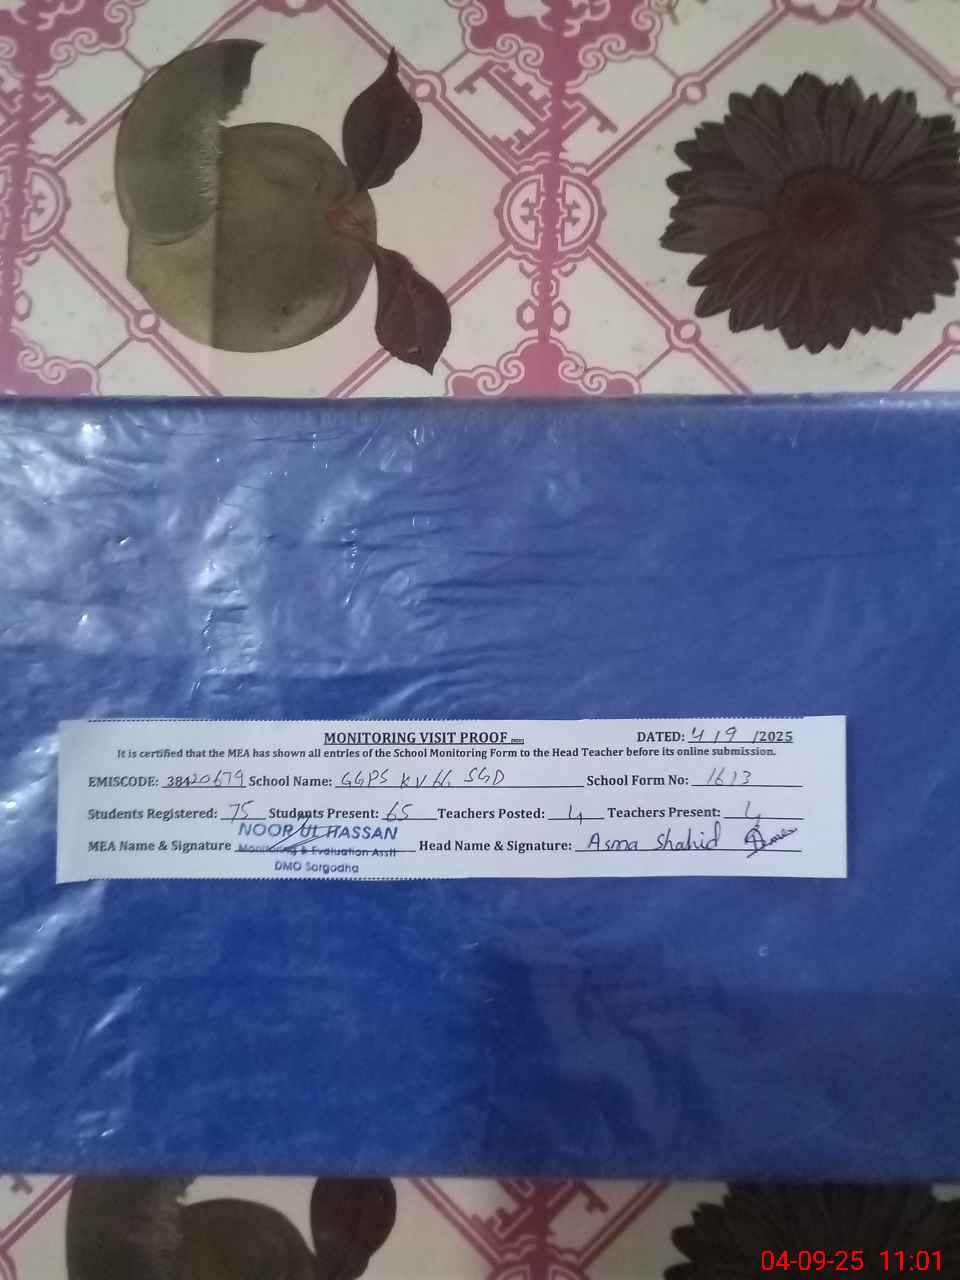 MONITORING VISIT PROOF DATED: 4/9/2025
It is certified that the MEA has shown all entries of the School Monitoring Form to the Head Teacher before its online submission.
EMISCODE: 38420679 School Name: GGPS SGD School Form No: 1613
Students Registered: 75 Students Present: 65 Teachers Posted: 4 Teachers Present: 4
NOOR UL HASSAN
MEA Name & Signature Monitoring & Evaluation Asstt Head Name & Signature: Asma Shahid
DMO Sargodha
04-09-25 11:01